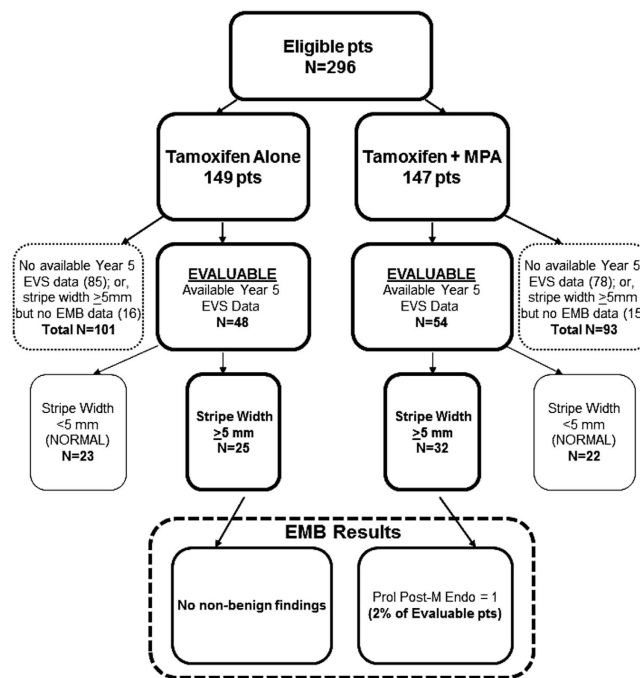 Eligible pts
N=296
Tamoxifen Alone
149 pts
Tamoxifen + MPA
147 pts
No available Year 5
EVS data (85); or,
stripe width ≥5mm
but no EMB data (16)
Total N=101
EVALUABLE
Available Year 5
EVS Data
N=48
EVALUABLE
Available Year 5
EVS Data
N=54
No available Year 5
EVS data (78); or,
stripe width ≥5mm
but no EMB data (15)
Total N=93
Stripe Width
<5 mm
(NORMAL)
N=23
Stripe Width
≥5 mm
N=25
Stripe Width
≥5 mm
N=32
Stripe Width
<5 mm
(NORMAL)
N=22
EMB Results
No non-benign findings
Prol Post-M Endo = 1
(2% of Evaluable pts)